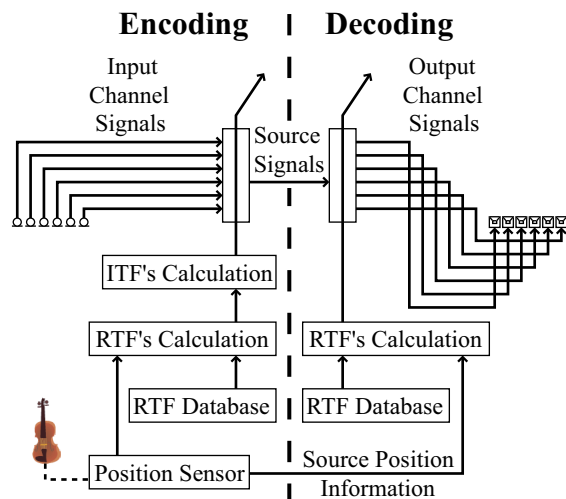 Encoding
Decoding
Input
Channel
Signals
Output
Channel
Signals
Source
Signals
ITF's Calculation
RTF's Calculation
RTF's Calculation
RTF Database
RTF Database
Position Sensor
Source Position
Information